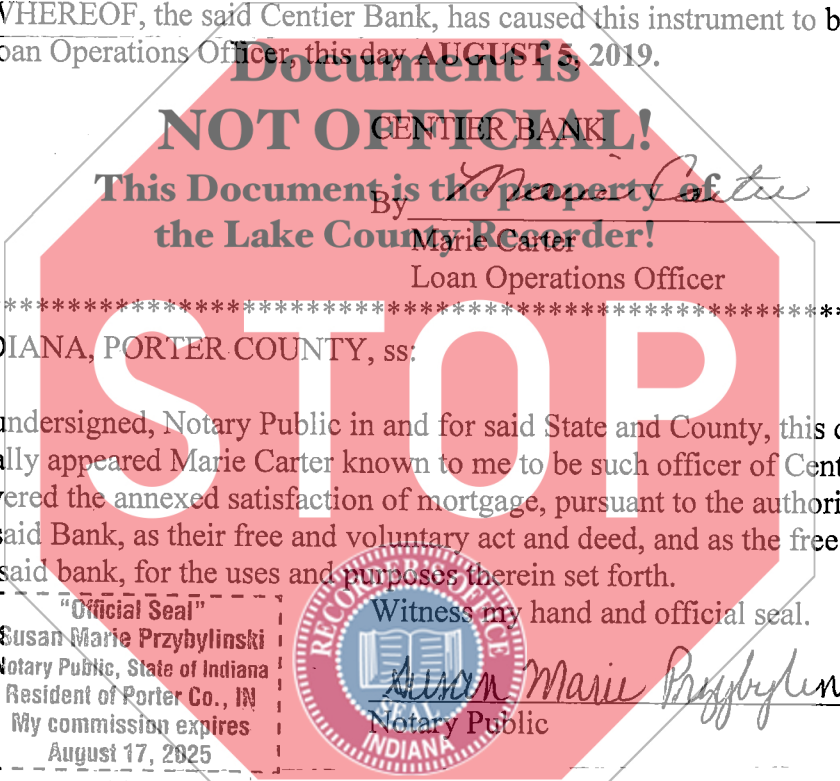 WHEREOF, the said Centier Bank, has caused this instrument to b
oan Operations Officer, this day AUGUST 5, 2019.
Document is
NOT OFFICIAL!
This Document is the property of
the Lake County Recorder!
CENTIER BANK
By Marie Carter
Marie Carter
Loan Operations Officer
STOP
DIANA, PORTER COUNTY, ss:
undersigned, Notary Public in and for said State and County, this
ally appeared Marie Carter known to me to be such officer of Cent
vered the annexed satisfaction of mortgage, pursuant to the authori
said Bank, as their free and voluntary act and deed, and as the free
said bank, for the uses and purposes therein set forth.
"Official Seal"
Susan Marie Przybylinski
Notary Public, State of Indiana
Resident of Porter Co., IN
My commission expires
August 17, 2025
RECORDER'S OFFICE
SEAL
INDIANA
Witness my hand and official seal.
Susan Marie Przybylin
Notary Public